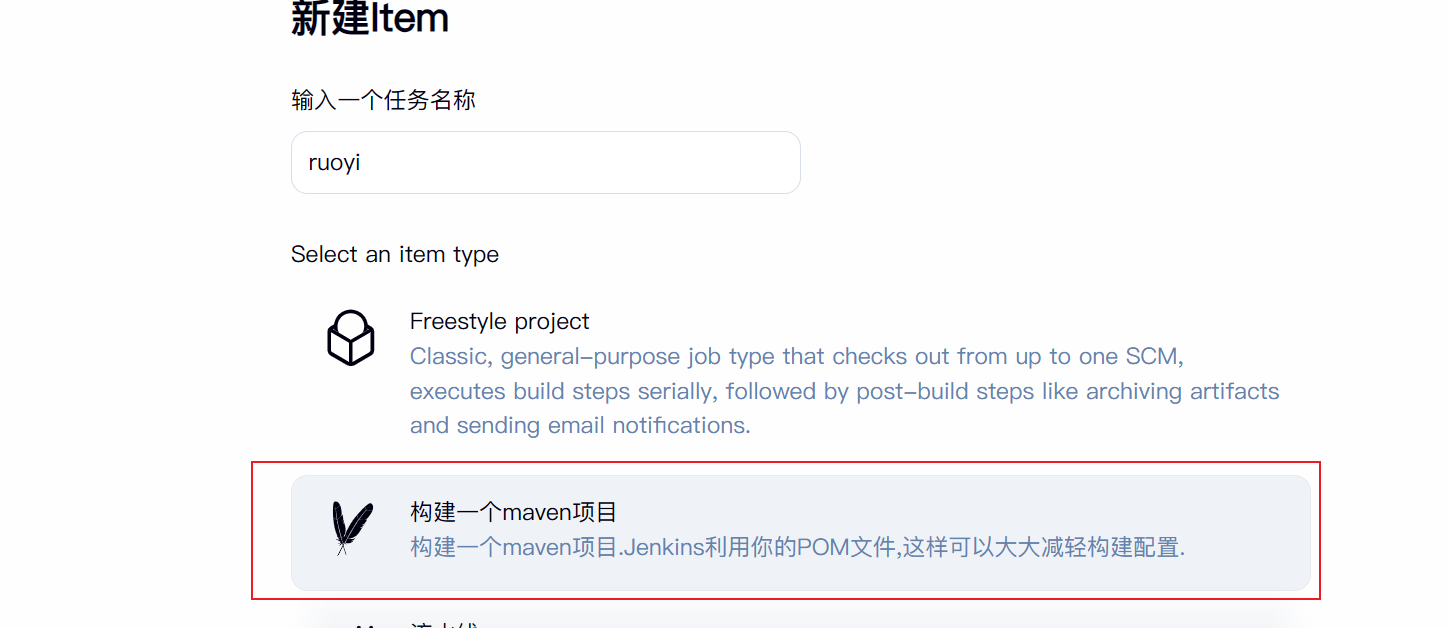 新建Item
输入一个任务名称
ruoyi
Select an item type
Freestyle project
Classic, general-purpose job type that checks out from up to one SCM,
executes build steps serially, followed by post-build steps like archiving artifacts
and sending email notifications.
构建一个maven项目
构建一个maven项目.Jenkins利用你的POM文件,这样可以大大减轻构建配置.